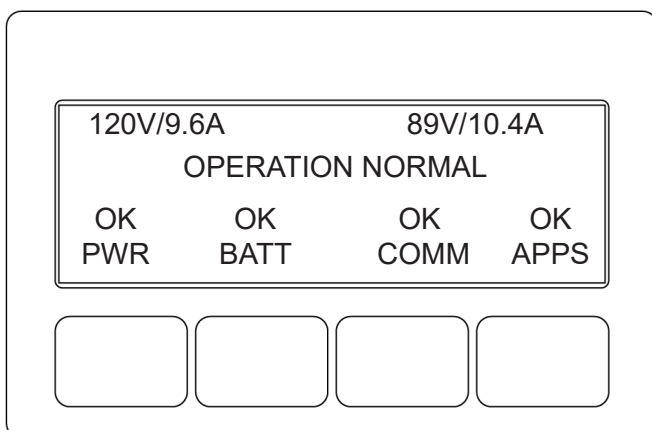 120V/9.6A 89V/10.4A
OPERATION NORMAL
OK OK OK OK
PWR BATT COMM APPS